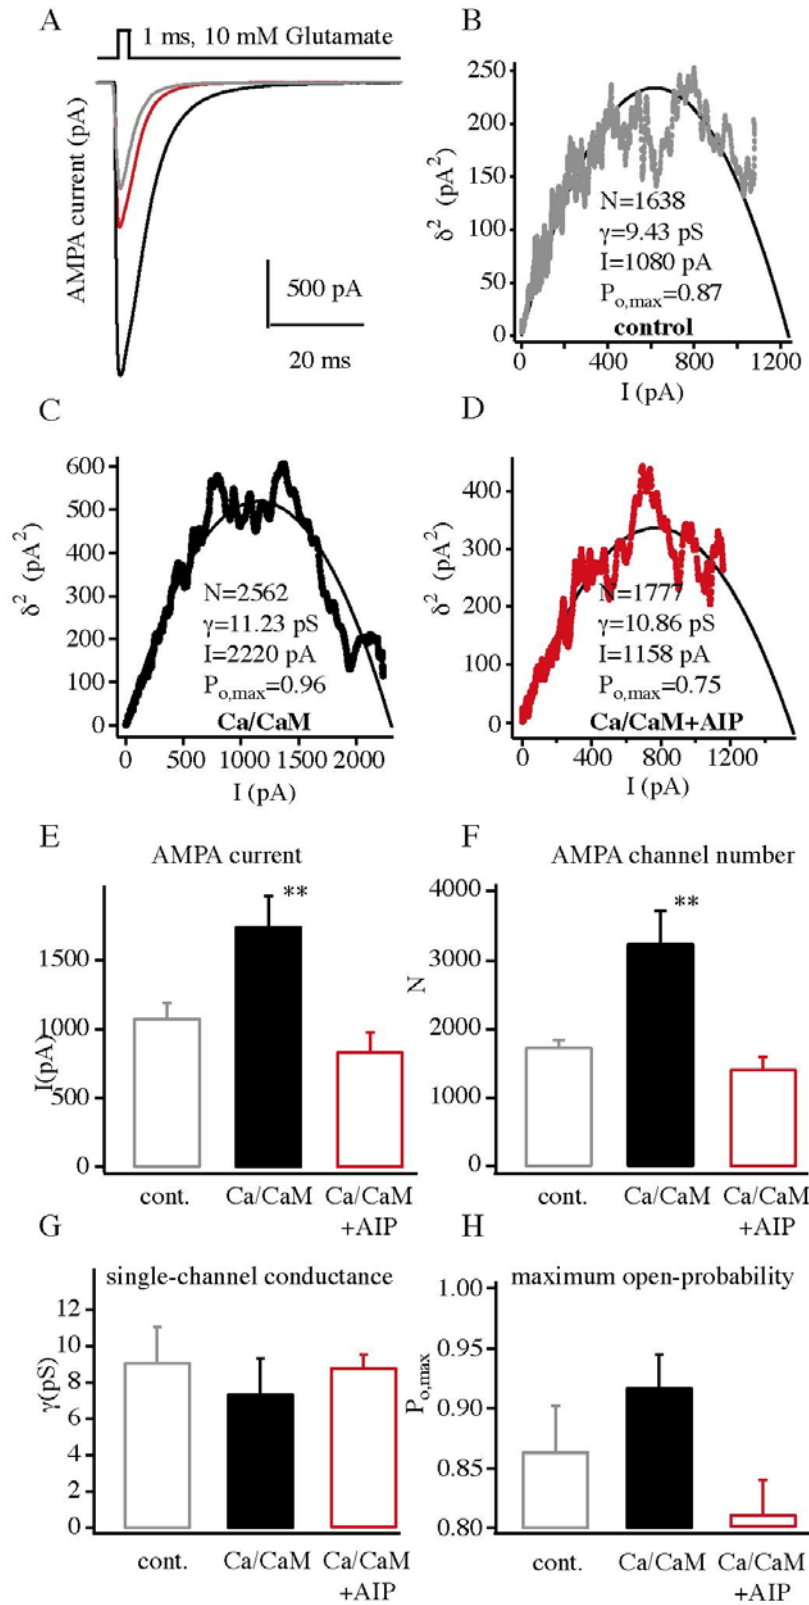 A
1 ms, 10 mM Glutamate
AMPA current (pA)
500 pA
20 ms
B
250
200
150
100
50
0
δ² (pA²)
N=1638
γ=9.43 pS
I=1080 pA
Po,max=0.87
control
0 400 800 1200
I (pA)
C
600
500
400
300
200
100
0
δ² (pA²)
N=2562
γ=11.23 pS
I=2220 pA
Po,max=0.96
Ca/CaM
0 500 1000 1500 2000
I (pA)
D
400
300
200
100
0
δ² (pA²)
N=1777
γ=10.86 pS
I=1158 pA
Po,max=0.75
Ca/CaM+AIP
0 400 800 1200
I (pA)
E
AMPA current
**
1500
1000
500
0
I(pA)
cont. Ca/CaM Ca/CaM
+AIP
F
AMPA channel number
**
4000
3000
2000
1000
0
N
cont. Ca/CaM Ca/CaM
+AIP
G
single-channel conductance
12
10
8
6
4
2
0
γ(pS)
cont. Ca/CaM Ca/CaM
+AIP
H
maximum open-probability
1.00
0.95
0.90
0.85
0.80
Po,max
cont. Ca/CaM Ca/CaM
+AIP